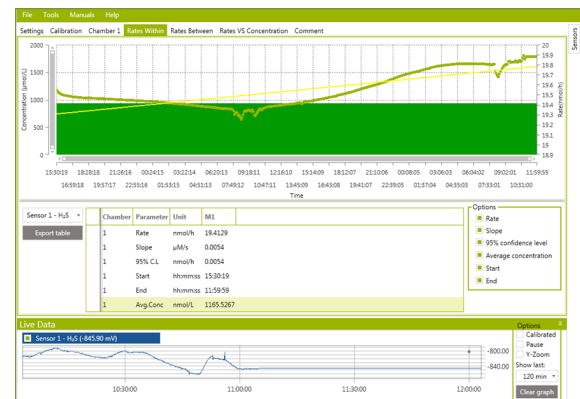 File Tools Manuals Help
Settings Calibration Chamber 1 Rates Within Rates Between Rates VS Concentration Comment
Sensors
Concentration (µmol/L)
2000
1500
1000
500
0
20
19.9
19.8
19.7
19.6
19.5
19.4
19.3
19.2
19.1
19
18.9
Rate(nmol/h)
15:30:19 18:28:18 21:26:16 00:24:15 03:22:14 06:20:13 09:18:11 12:16:10 15:14:09 18:12:07 21:10:06 00:08:05 03:06:03 06:04:02 09:02:01 11:59:59
16:59:18 19:57:17 22:55:16 01:53:15 04:51:13 07:49:12 10:47:11 13:45:09 16:43:08 19:41:07 22:39:05 01:37:04 04:35:03 07:33:01 10:31:00
Time
Sensor 1 - H₂S
Export table
Chamber Parameter Unit M1
1 Rate nmol/h 19.4129
1 Slope µM/s 0.0054
1 95% C.L nmol/h 0.0054
1 Start hh:mm:ss 15:30:19
1 End hh:mm:ss 11:59:59
1 Avg.Conc nmol/L 1165.5267
Options
Rate
Slope
95% confidence level
Average concentration
Start
End
Live Data
Sensor 1 - H₂S (-845.90 mV)
-800.00
-840.00
10:30:00 11:00:00 11:30:00 12:00:00
Options
Calibrated
Pause
Y-Zoom
Show last:
120 min
Clear graph